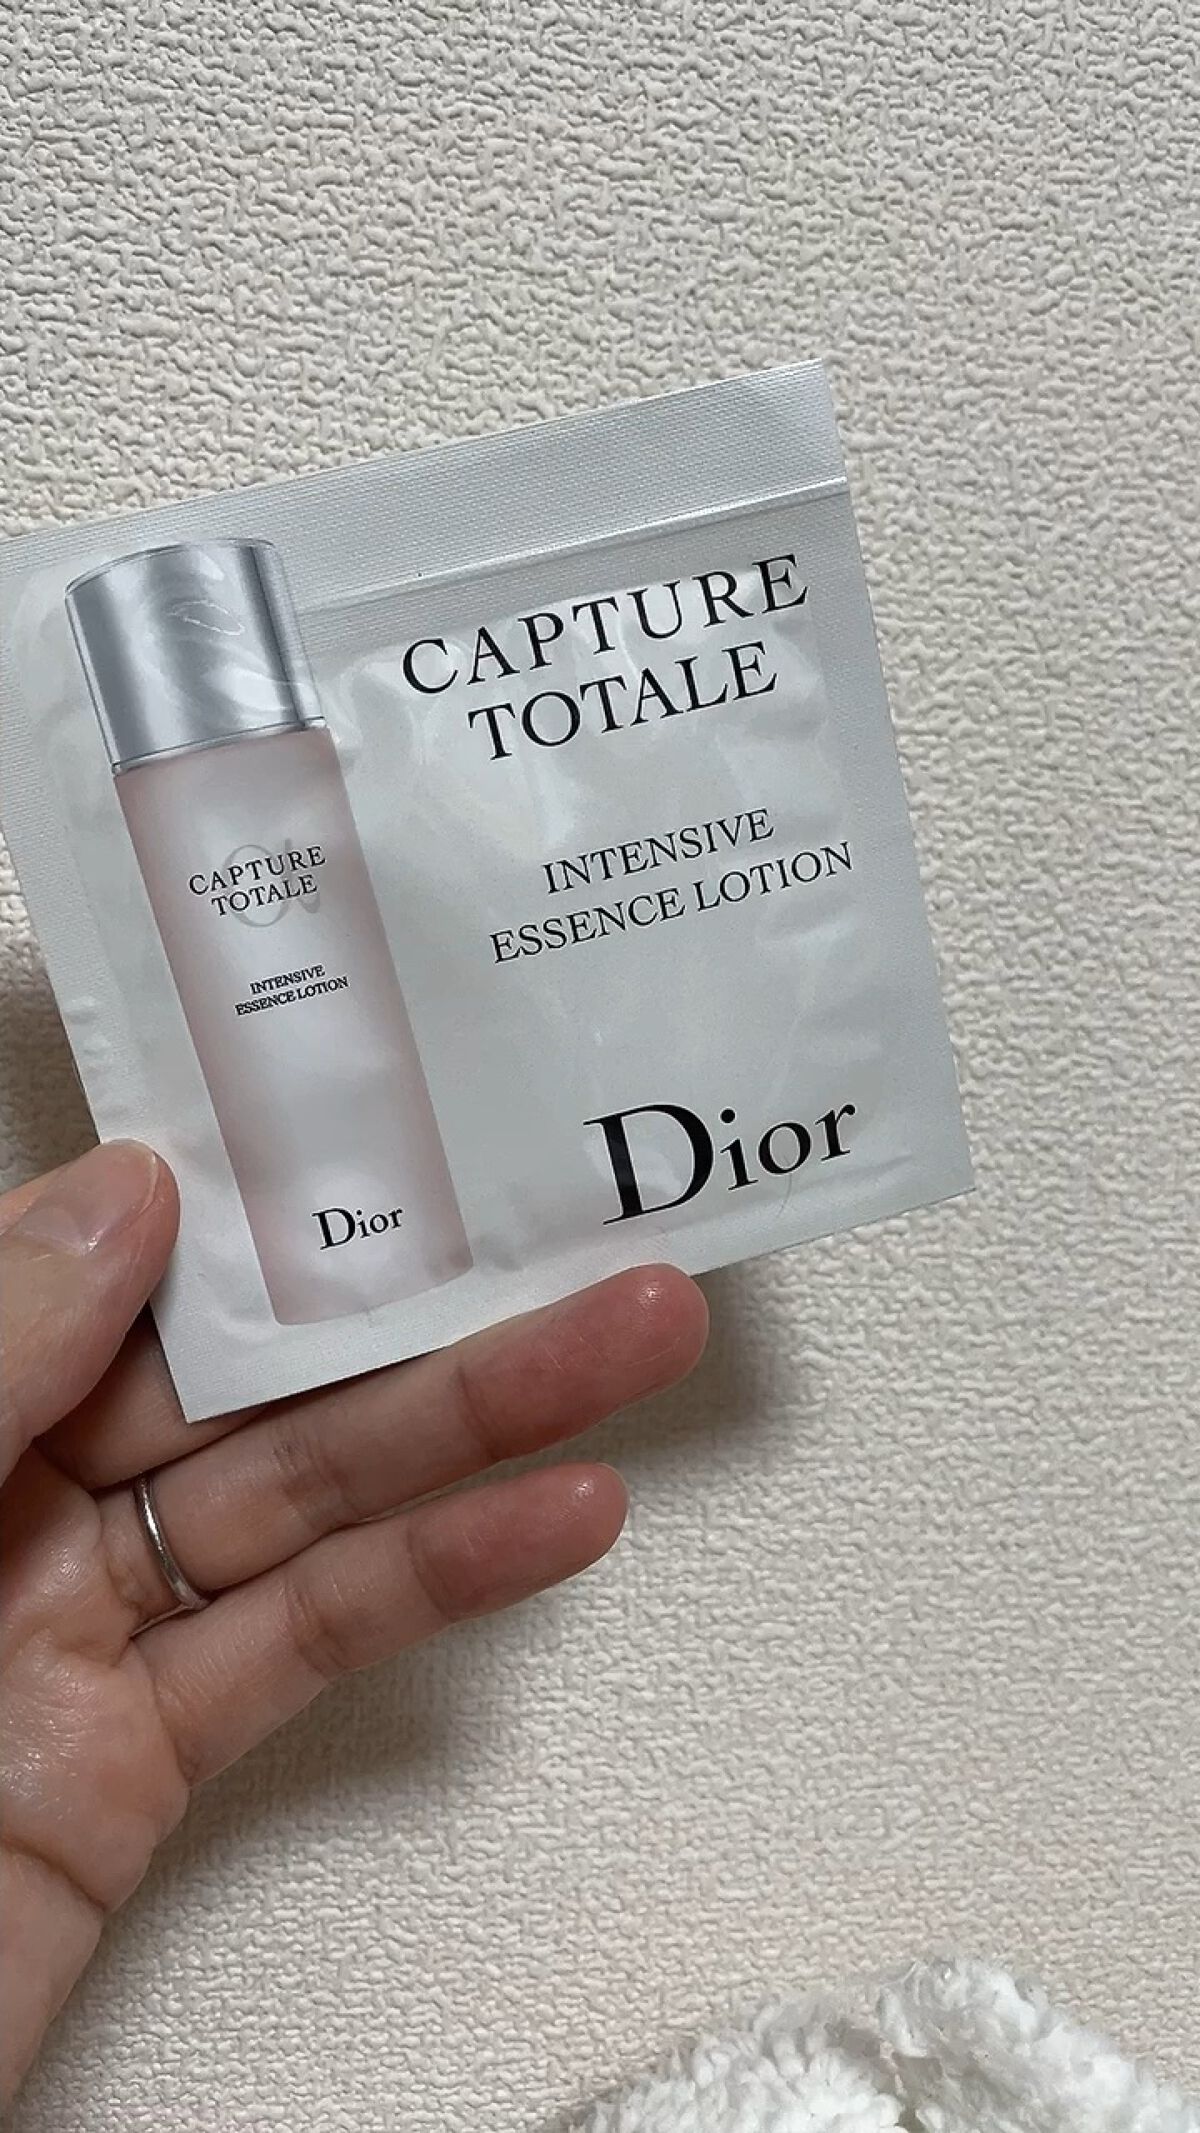 CAPTURE
TOTALE
INTENSIVE
ESSENCE LOTION
Dior
CAPTURE
TOTALE
INTENSIVE
ESSENCE LOTION
Dior